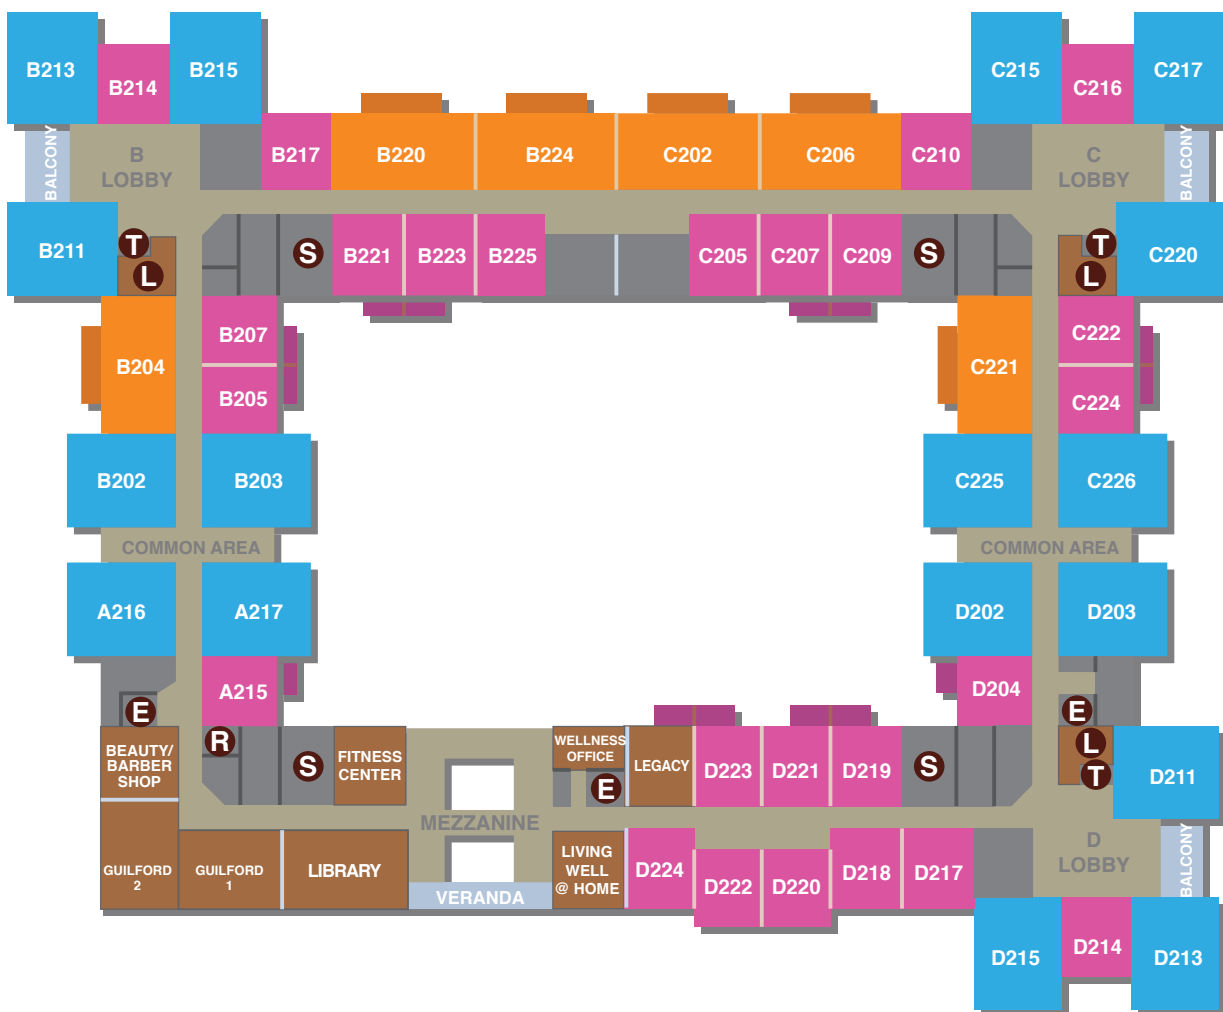 B213
B214
B215
C215
C216
C217
BALCONY
B
LOBBY
B217
B220
B224
C202
C206
C210
C
LOBBY
BALCONY
B211
T
L
S
B221
B223
B225
C205
C207
C209
S
T
L
C220
B204
B207
B205
C221
C222
C224
B202
B203
C225
C226
COMMON AREA
COMMON AREA
A216
A217
D202
D203
A215
D204
E
E
BEAUTY/
BARBER
SHOP
R
S
FITNESS
CENTER
WELLNESS
OFFICE
E
LEGACY
D223
D221
D219
S
L
T
D211
MEZZANINE
GUILFORD
2
GUILFORD
1
LIBRARY
VERANDA
LIVING
WELL
@ HOME
D224
D222
D220
D218
D217
D
LOBBY
BALCONY
D215
D214
D213